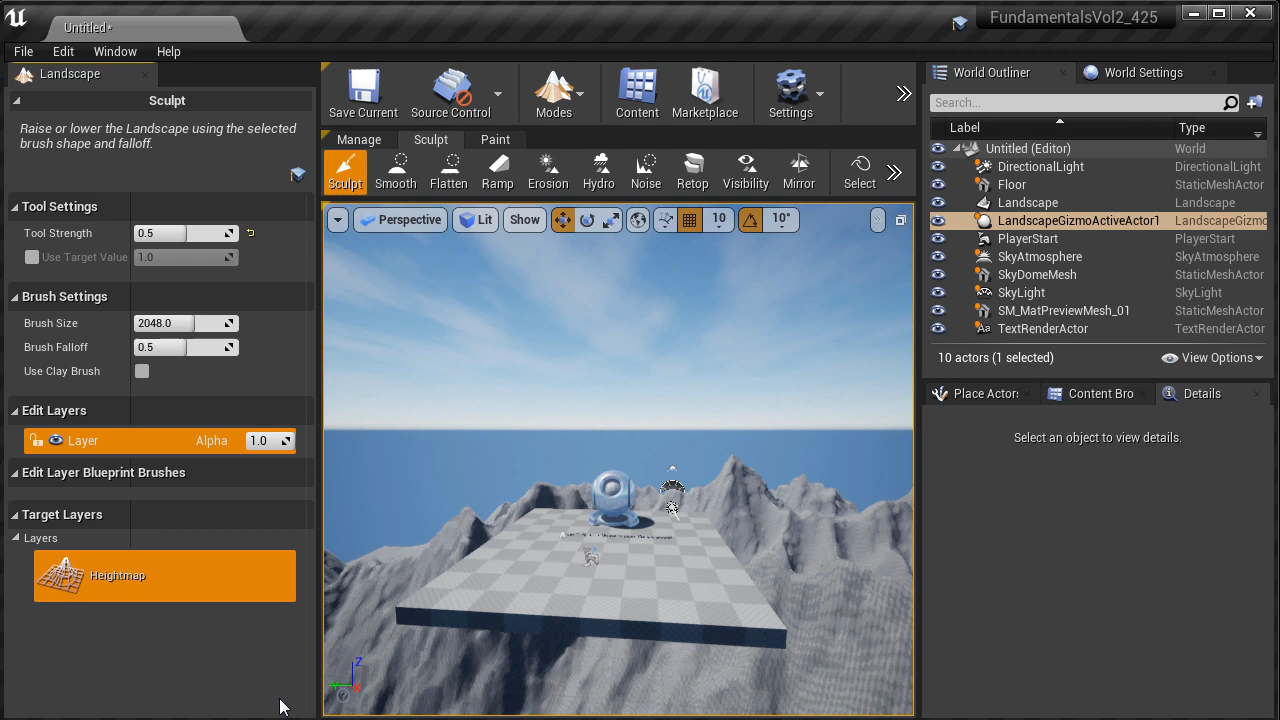 Untitled*
FundamentalsVol2_425
File Edit Window Help
Landscape
Sculpt
Raise or lower the Landscape using the selected
brush shape and falloff.
Tool Settings
Tool Strength 0.5
Use Target Value 1.0
Brush Settings
Brush Size 2048.0
Brush Falloff 0.5
Use Clay Brush
Edit Layers
Layer Alpha 1.0
Edit Layer Blueprint Brushes
Target Layers
Layers
Heightmap
Save Current Source Control Modes Content Marketplace Settings
Manage Sculpt Paint
Sculpt Smooth Flatten Ramp Erosion Hydro Noise Retop Visibility Mirror Select
Perspective Lit Show 10 10°
Z
World Outliner World Settings
Search...
Label Type
Untitled (Editor) World
DirectionalLight DirectionalLight
Floor StaticMeshActor
Landscape Landscape
LandscapeGizmoActiveActor1 LandscapeGizmo
PlayerStart PlayerStart
SkyAtmosphere SkyAtmosphere
SkyDomeMesh StaticMeshActor
SkyLight SkyLight
SM_MatPreviewMesh_01 StaticMeshActor
TextRenderActor TextRenderActor
10 actors (1 selected) View Options
Place Actors Content Bro Details
Select an object to view details.